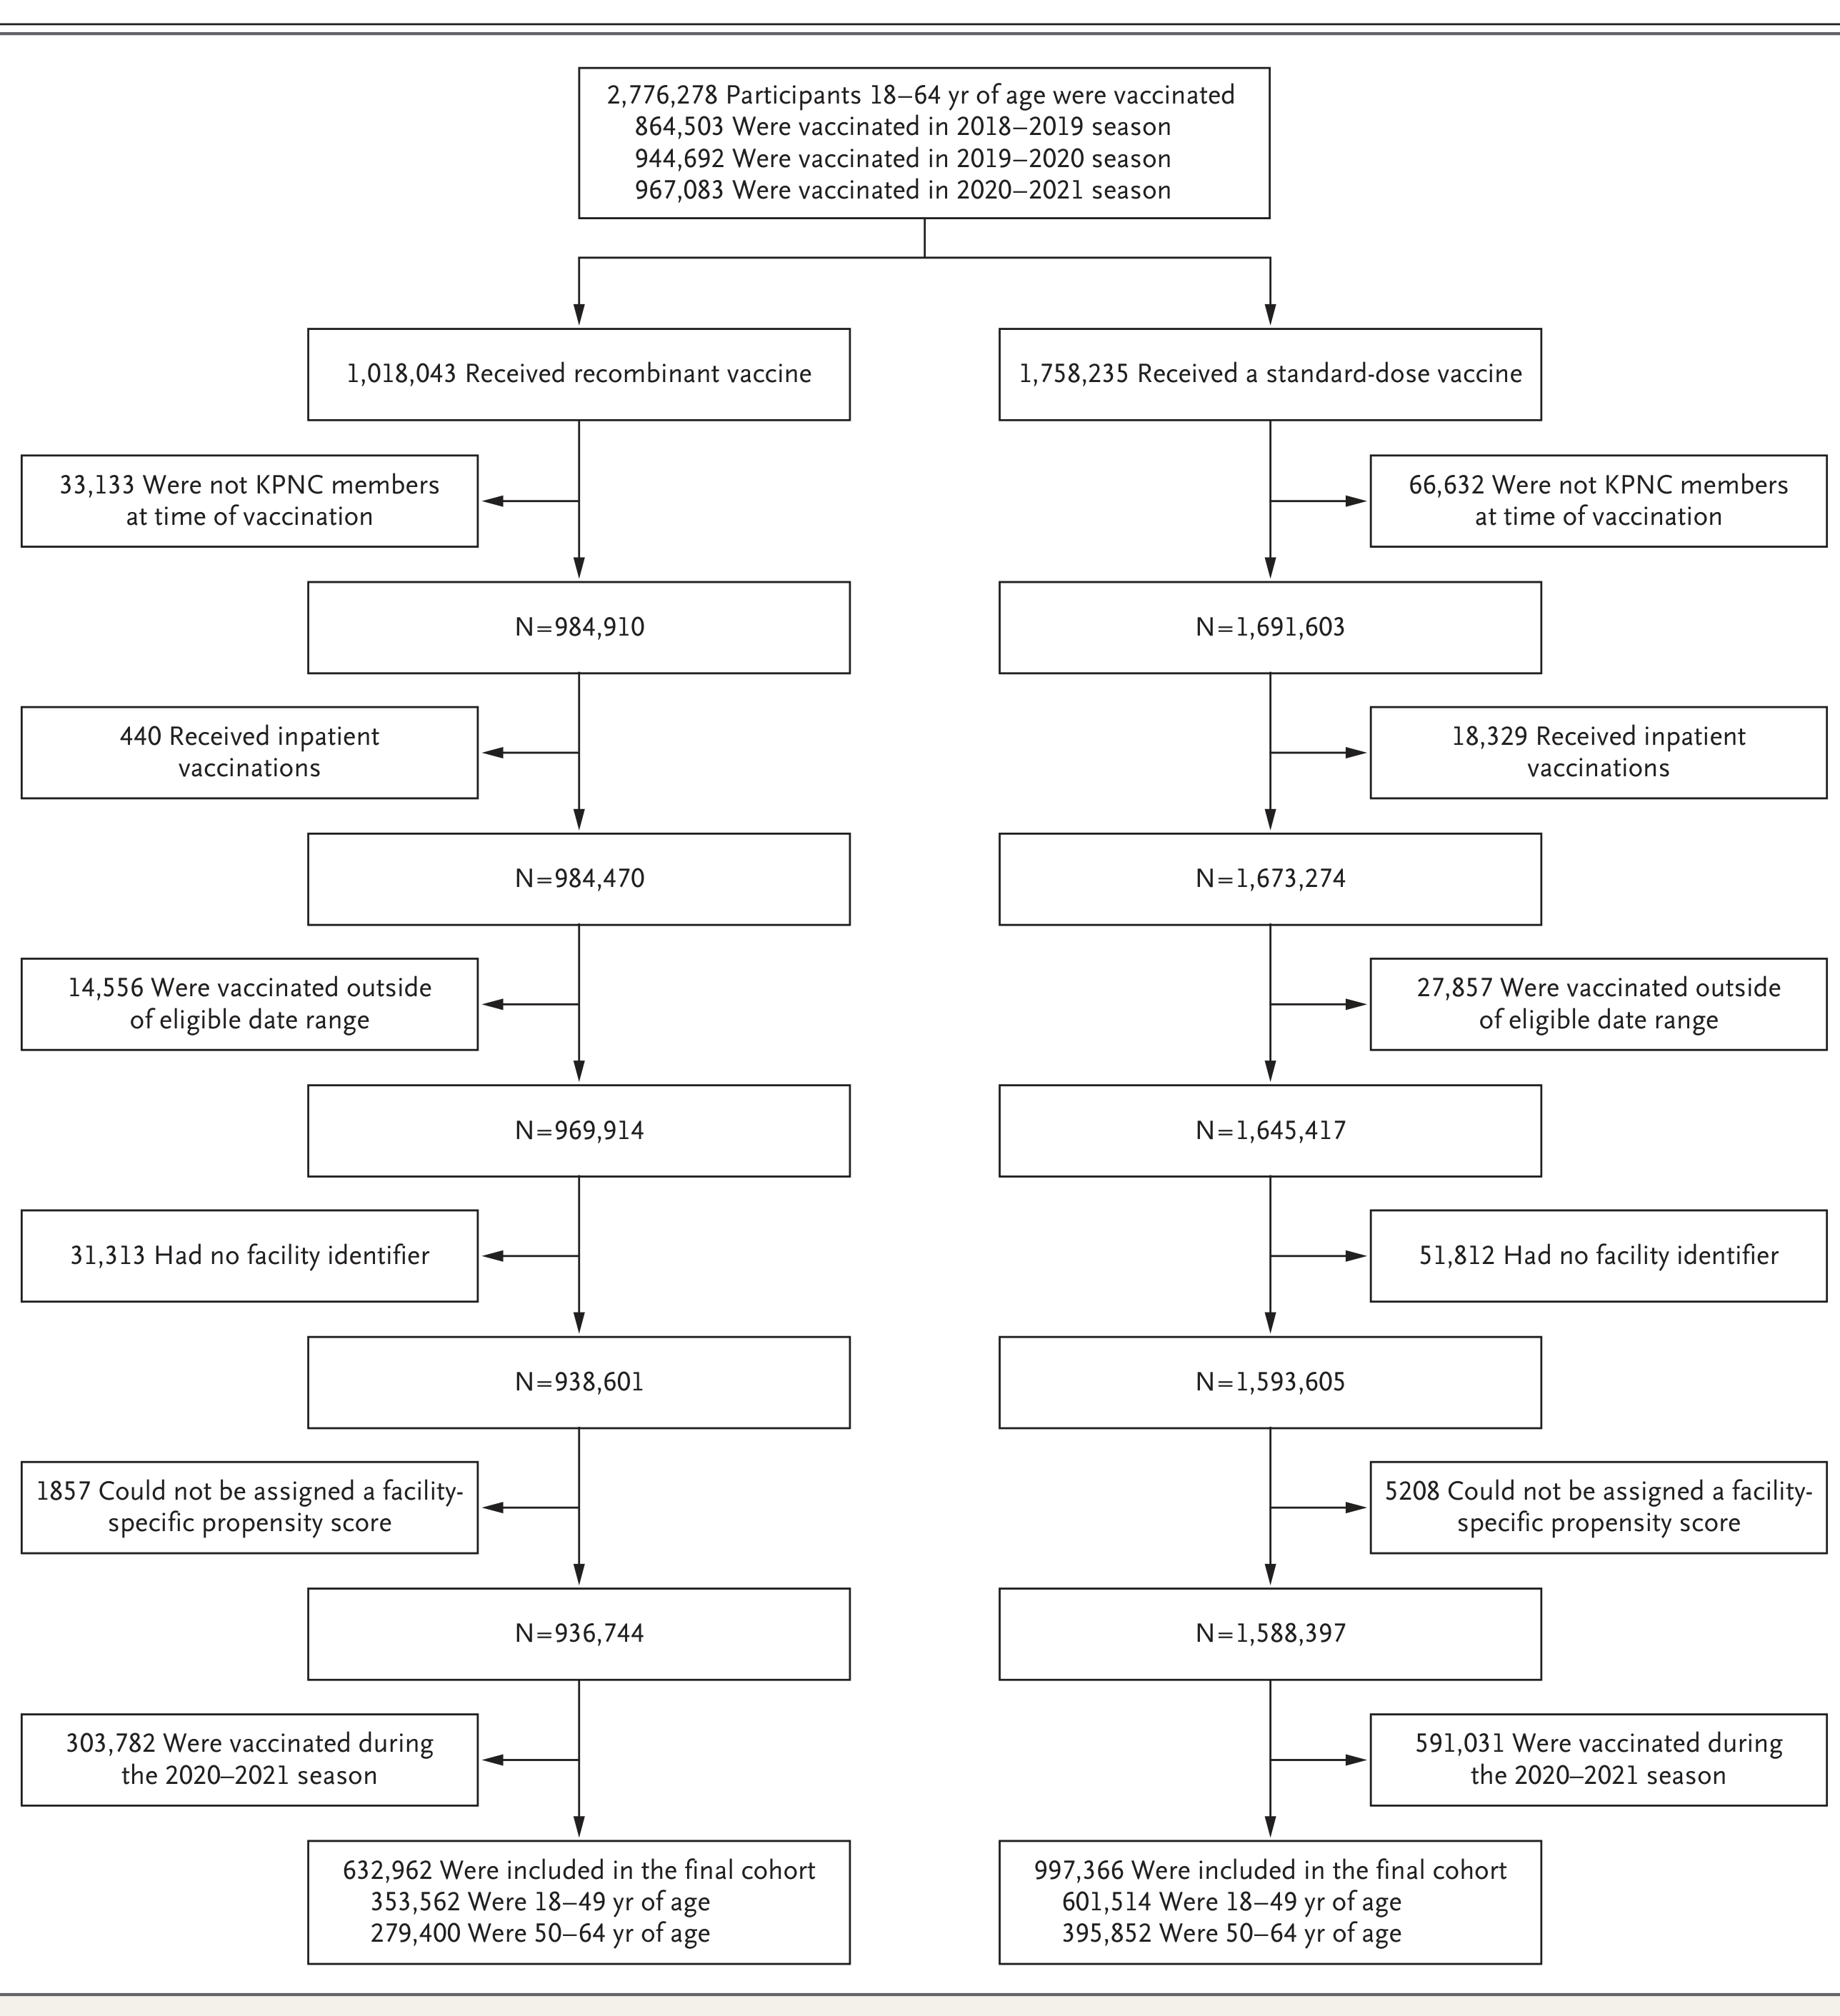 2,776,278 Participants 18–64 yr of age were vaccinated
864,503 Were vaccinated in 2018–2019 season
944,692 Were vaccinated in 2019–2020 season
967,083 Were vaccinated in 2020–2021 season
1,018,043 Received recombinant vaccine
1,758,235 Received a standard-dose vaccine
33,133 Were not KPNC members
at time of vaccination
66,632 Were not KPNC members
at time of vaccination
N=984,910
N=1,691,603
440 Received inpatient
vaccinations
18,329 Received inpatient
vaccinations
N=984,470
N=1,673,274
14,556 Were vaccinated outside
of eligible date range
27,857 Were vaccinated outside
of eligible date range
N=969,914
N=1,645,417
31,313 Had no facility identifier
51,812 Had no facility identifier
N=938,601
N=1,593,605
1857 Could not be assigned a facility-
specific propensity score
5208 Could not be assigned a facility-
specific propensity score
N=936,744
N=1,588,397
303,782 Were vaccinated during
the 2020–2021 season
591,031 Were vaccinated during
the 2020–2021 season
632,962 Were included in the final cohort
353,562 Were 18–49 yr of age
279,400 Were 50–64 yr of age
997,366 Were included in the final cohort
601,514 Were 18–49 yr of age
395,852 Were 50–64 yr of age